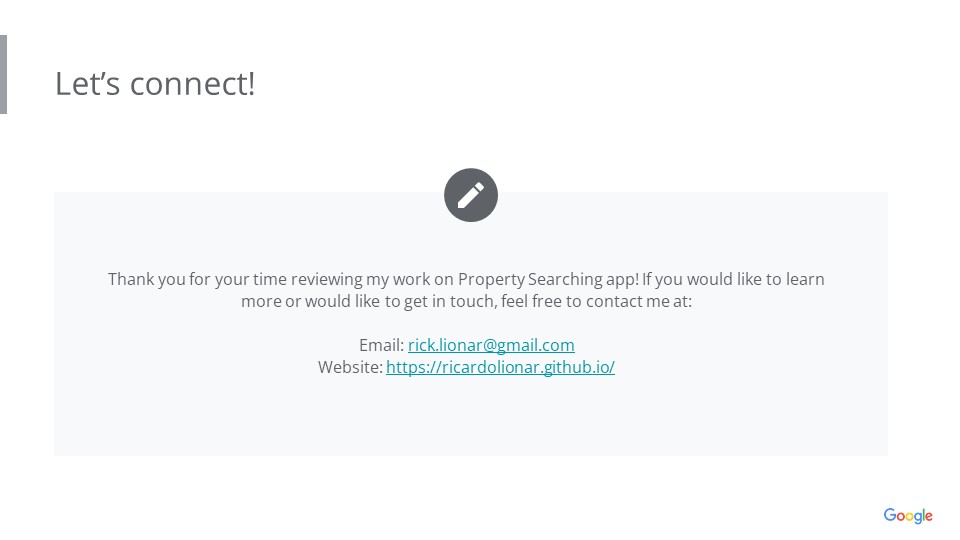 Let’s connect!
Thank you for your time reviewing my work on Property Searching app! If you would like to learn
more or would like to get in touch, feel free to contact me at:
Email: rick.lionar@gmail.com
Website: https://ricardolionar.github.io/
Google